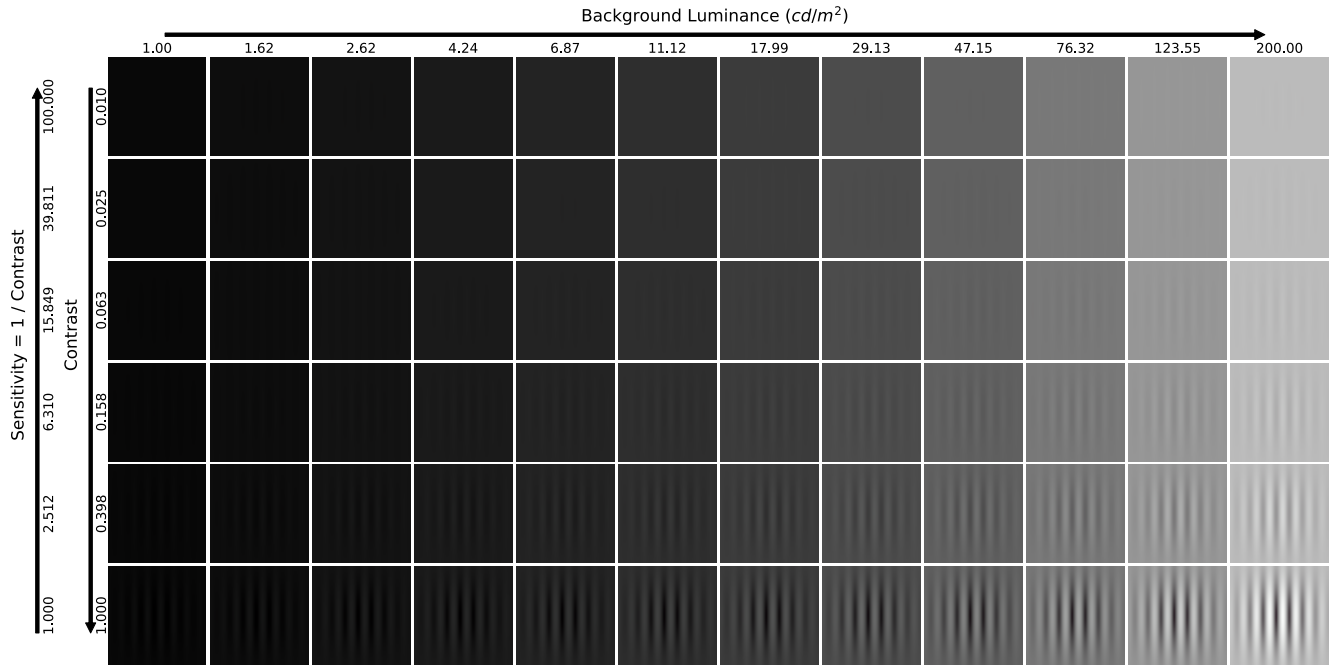 Background Luminance (cd/m²)
1.00 1.62 2.62 4.24 6.87 11.12 17.99 29.13 47.15 76.32 123.55 200.00
Sensitivity = 1 / Contrast
100.000 39.811 15.849 6.310 2.512 1.000
Contrast
0.010 0.025 0.063 0.158 0.398 1.000